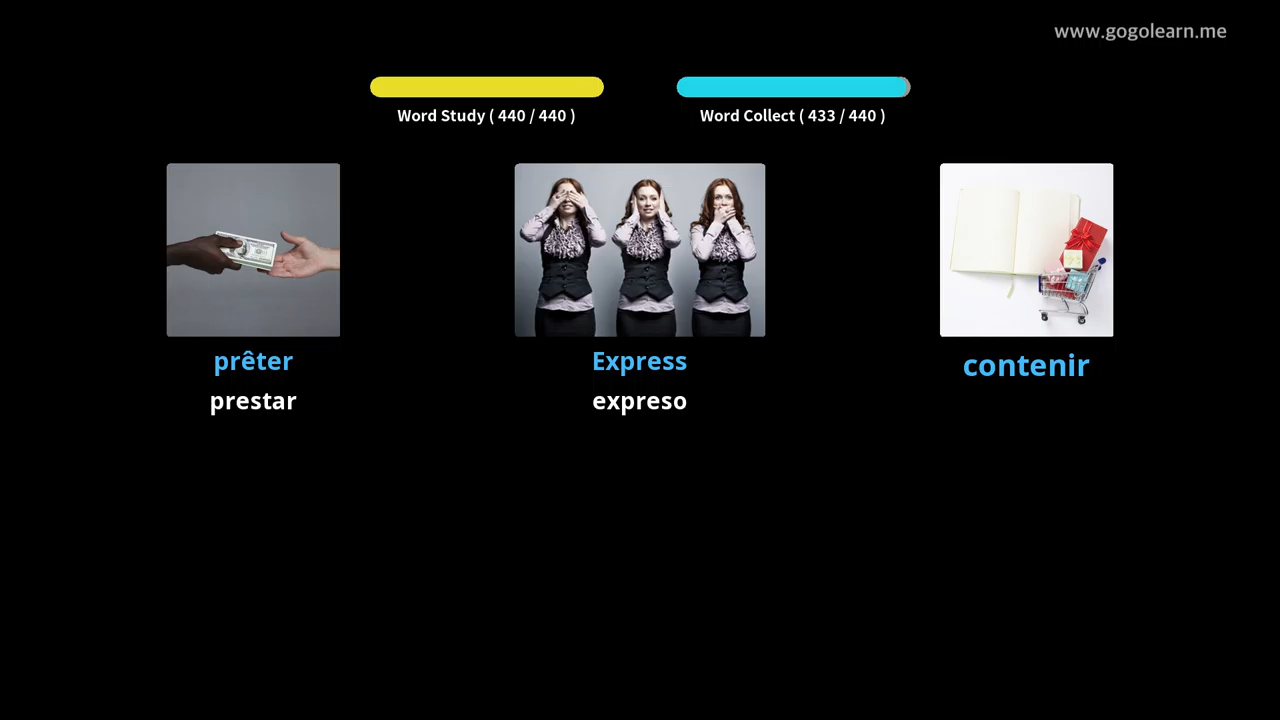 www.gogolearn.me
Word Study ( 440 / 440 )
Word Collect ( 433 / 440 )
prêter
prestar
Express
expreso
contenir